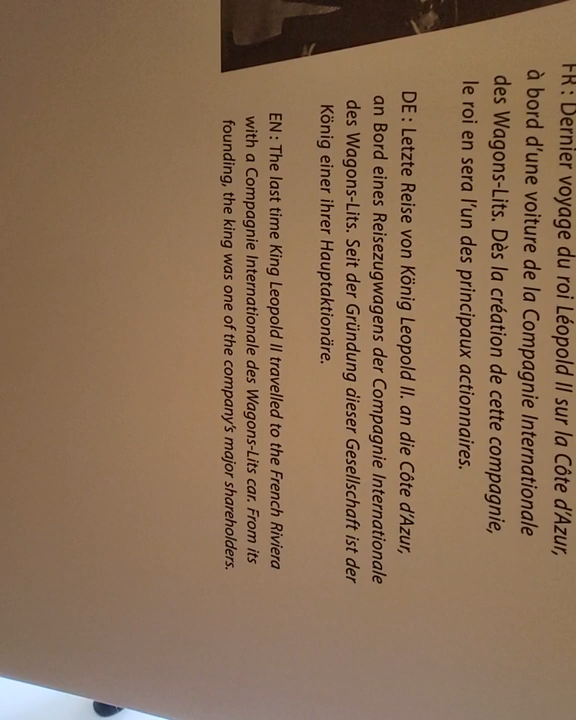 FR : Dernier voyage du roi Léopold II sur la Côte d'Azur,
à bord d'une voiture de la Compagnie Internationale
des Wagons-Lits. Dès la création de cette compagnie,
le roi en sera l'un des principaux actionnaires.
DE : Letzte Reise von König Leopold II. an die Côte d'Azur,
an Bord eines Reisezugwagens der Compagnie Internationale
des Wagons-Lits. Seit der Gründung dieser Gesellschaft ist der
König einer ihrer Hauptaktionäre.
EN : The last time King Leopold II travelled to the French Riviera
with a Compagnie Internationale des Wagons-Lits car. From its
founding, the king was one of the company's major shareholders.